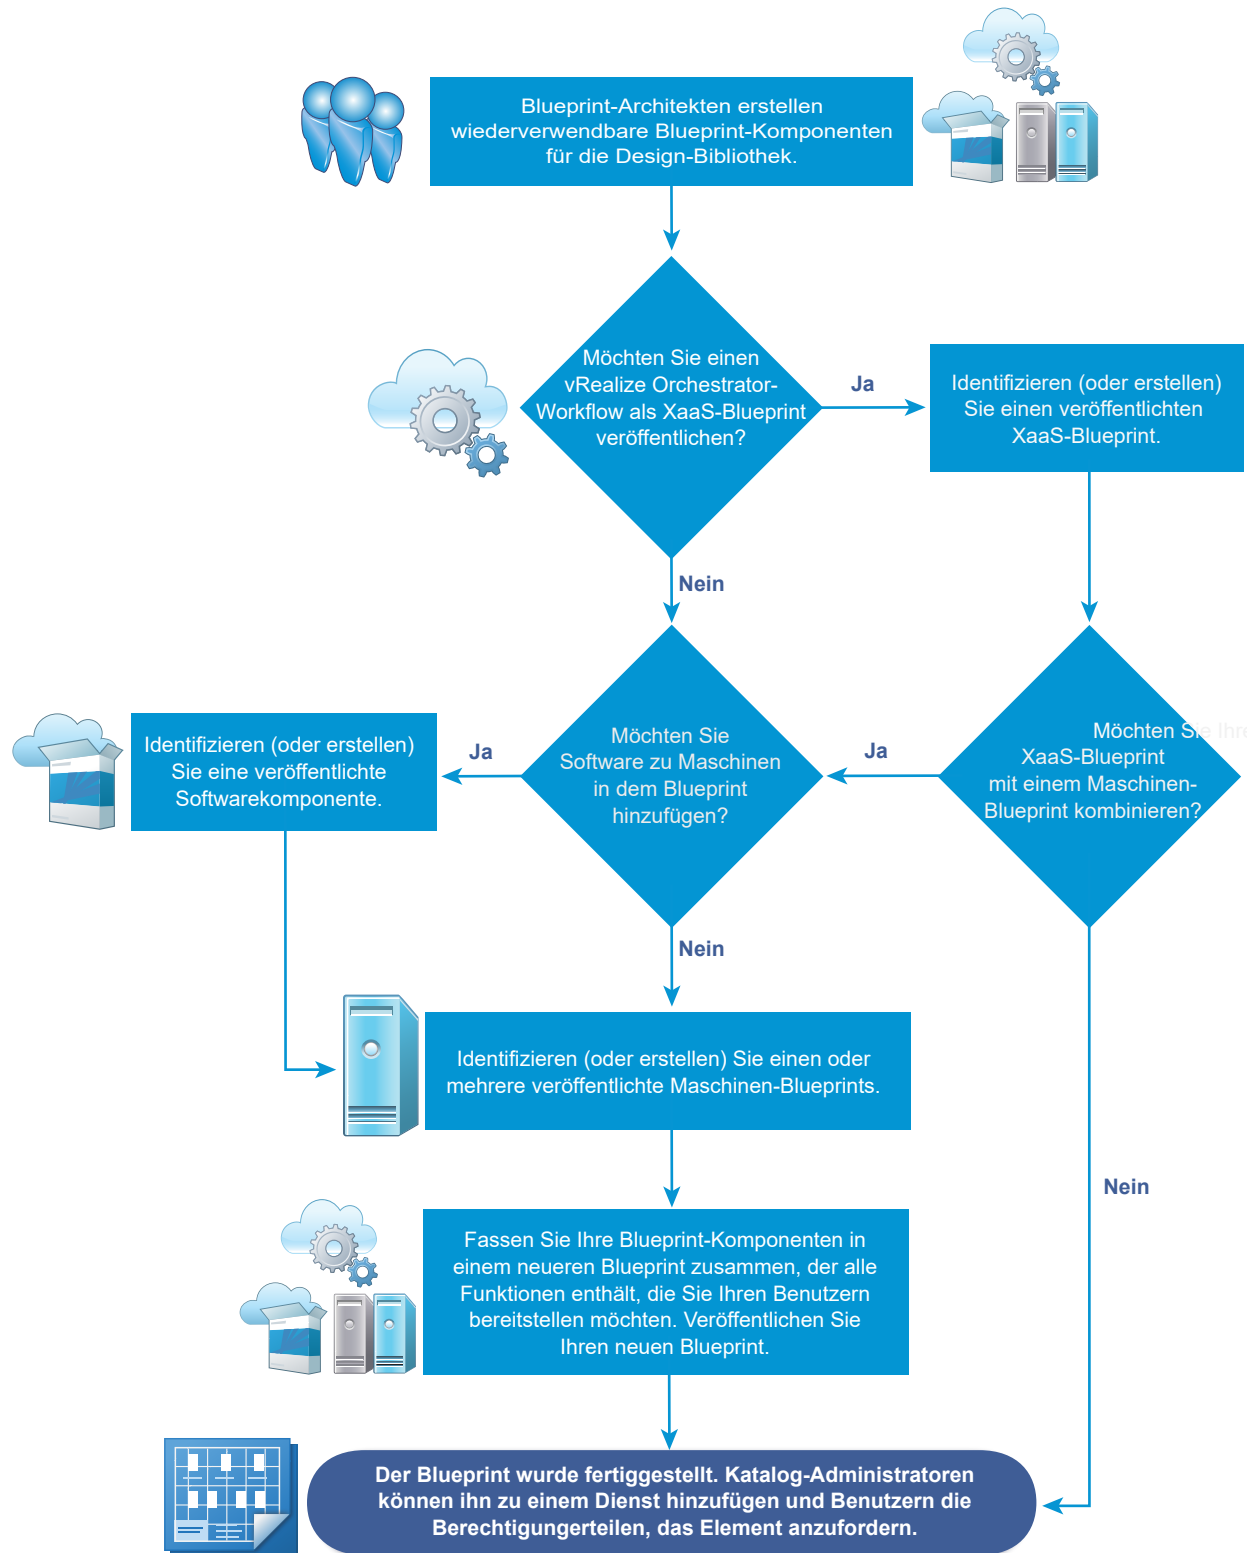 Blueprint-Architekten erstellen
wiederverwendbare Blueprint-Komponenten
für die Design-Bibliothek.
Möchten Sie einen
vRealize Orchestrator-
Workflow als XaaS-Blueprint
veröffentlichen?
Ja
Identifizieren (oder erstellen)
Sie einen veröffentlichten
XaaS-Blueprint.
Nein
Identifizieren (oder erstellen)
Sie eine veröffentlichte
Softwarekomponente.
Ja
Möchten Sie
Software zu Maschinen
in dem Blueprint
hinzufügen?
Ja
Möchten Sie Ihre
XaaS-Blueprint
mit einem Maschinen-
Blueprint kombinieren?
Nein
Identifizieren (oder erstellen) Sie einen oder
mehrere veröffentlichte Maschinen-Blueprints.
Nein
Fassen Sie Ihre Blueprint-Komponenten in
einem neueren Blueprint zusammen, der alle
Funktionen enthält, die Sie Ihren Benutzern
bereitstellen möchten. Veröffentlichen Sie
Ihren neuen Blueprint.
Der Blueprint wurde fertiggestellt. Katalog-Administratoren
können ihn zu einem Dienst hinzufügen und Benutzern die
Berechtigungerteilen, das Element anzufordern.